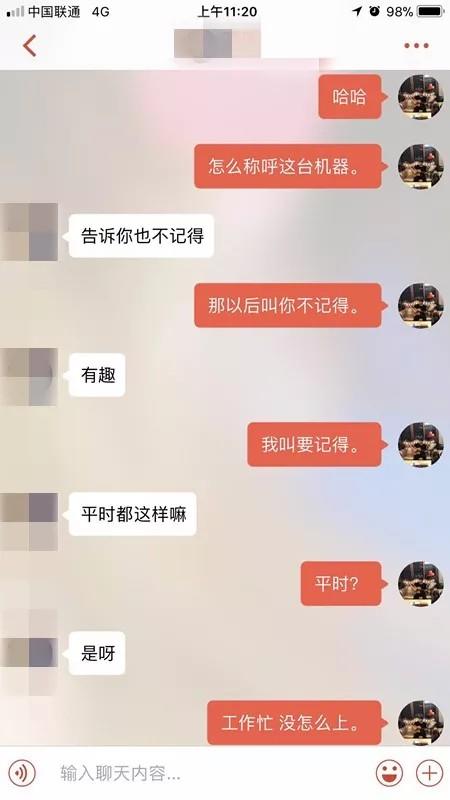 中国联通 4G 上午11:20 98%
哈哈
怎么称呼这台机器。
告诉你也不记得
那以后叫你不记得。
有趣
我叫要记得。
平时都这样嘛
平时?
是呀
工作忙 没怎么上。
输入聊天内容...